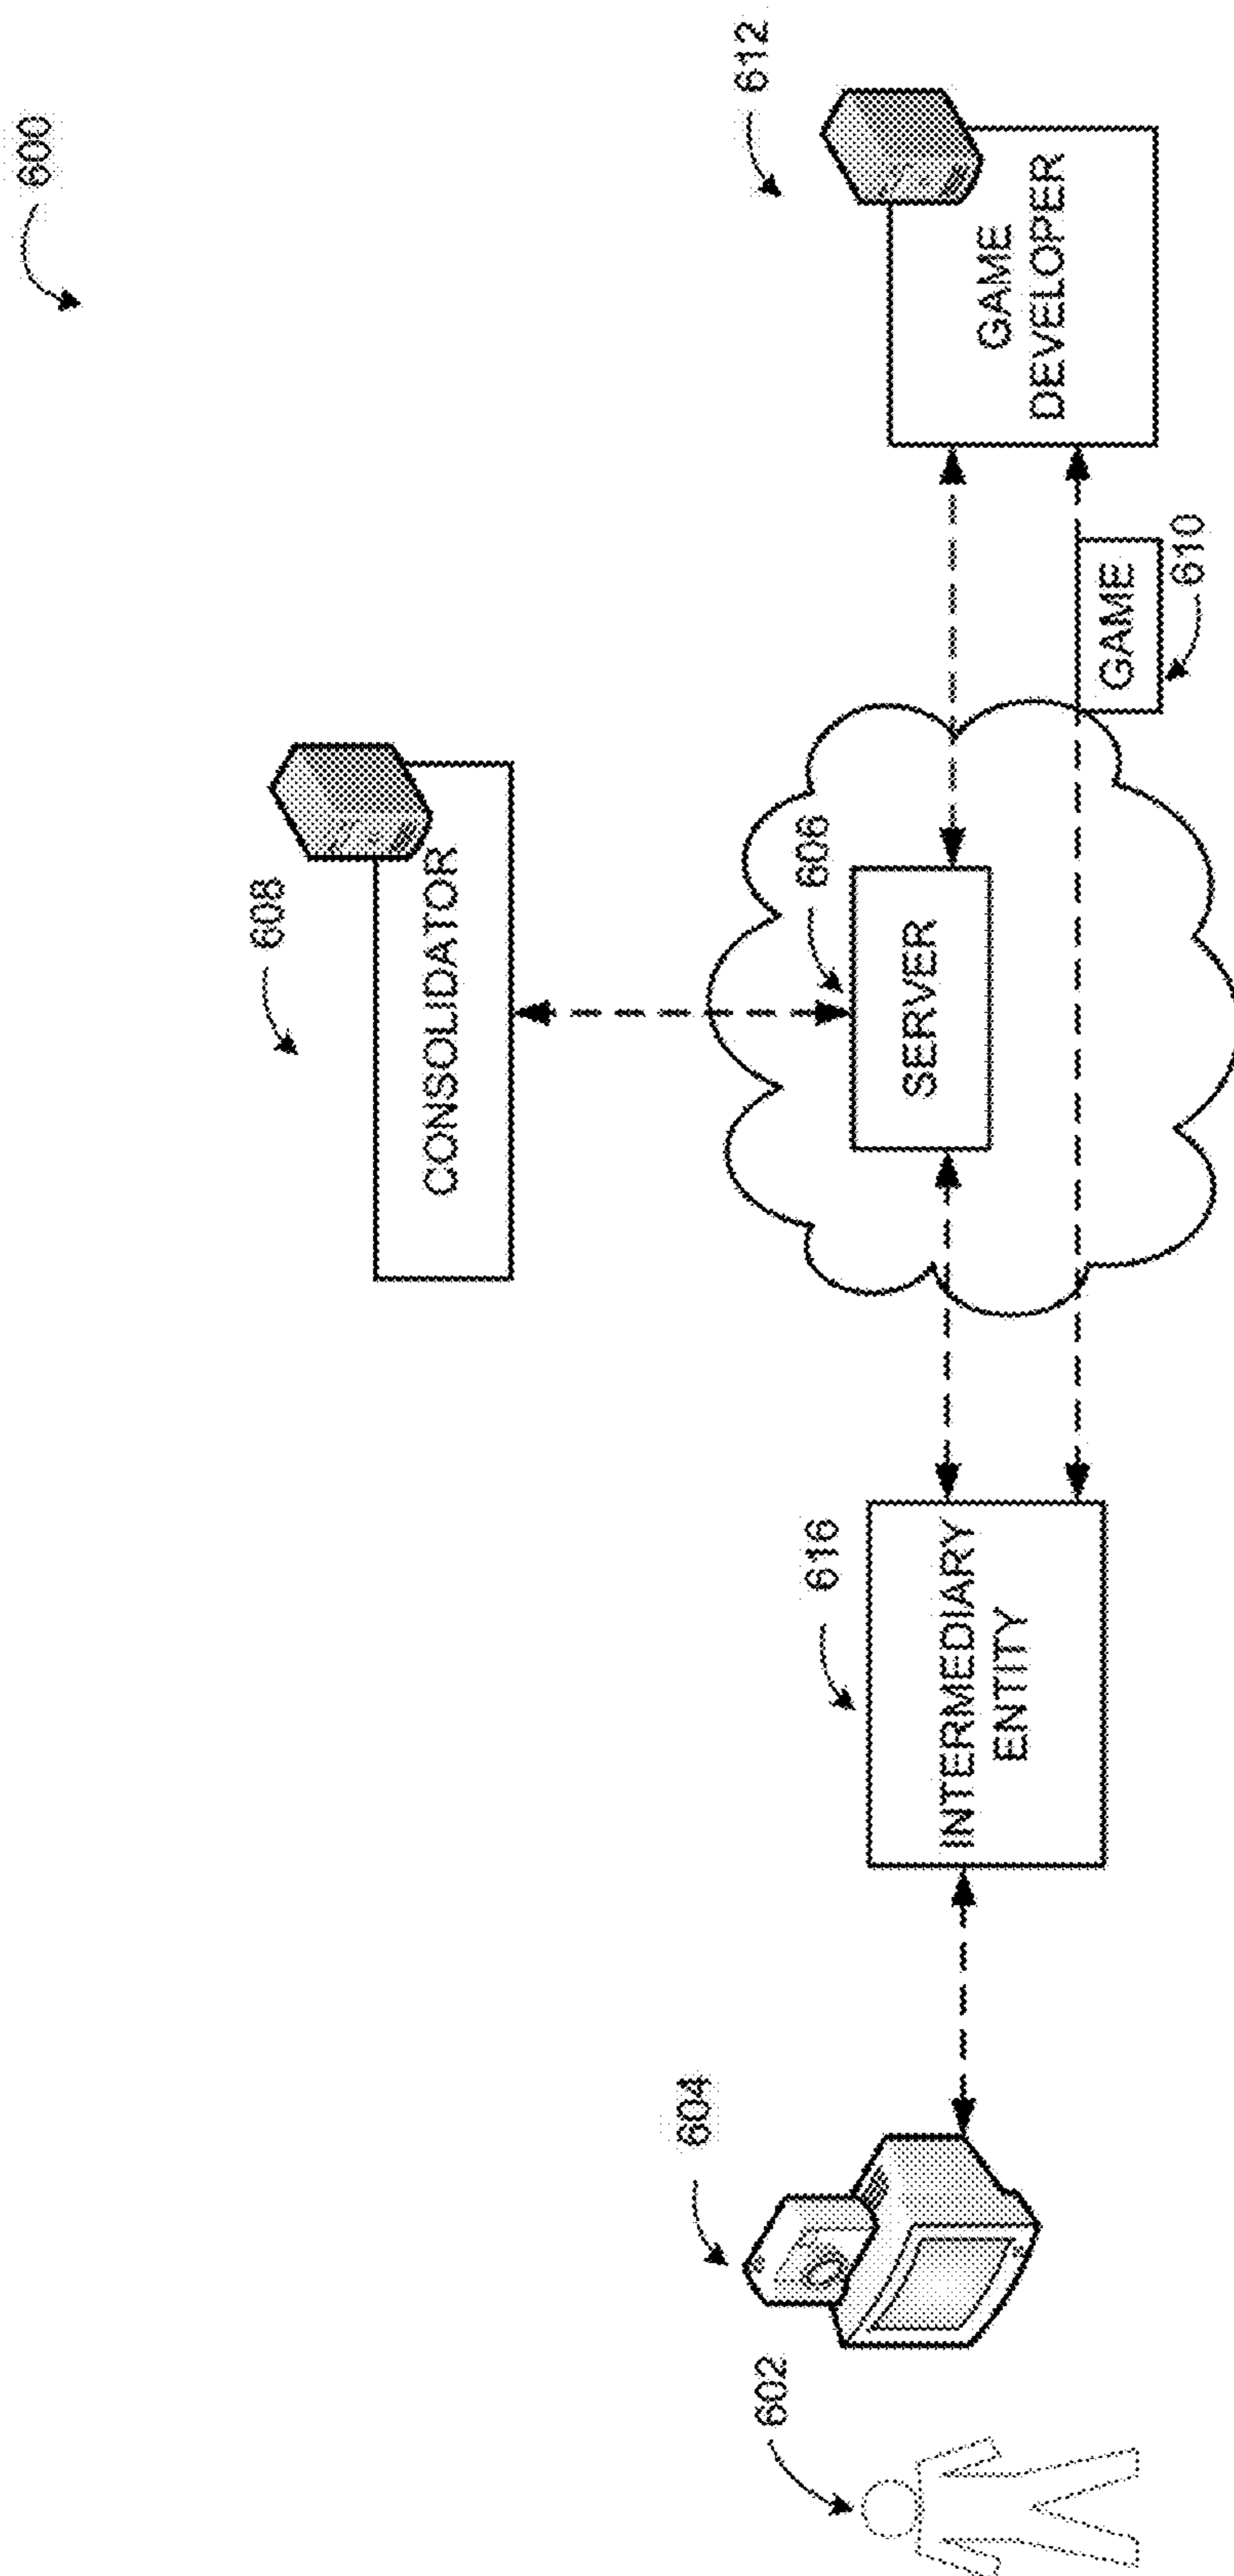 600
608
CONSOLIDATOR
602
604
616
INTERMEDIARY
ENTITY
606
SERVER
GAME
610
612
GAME
DEVELOPER